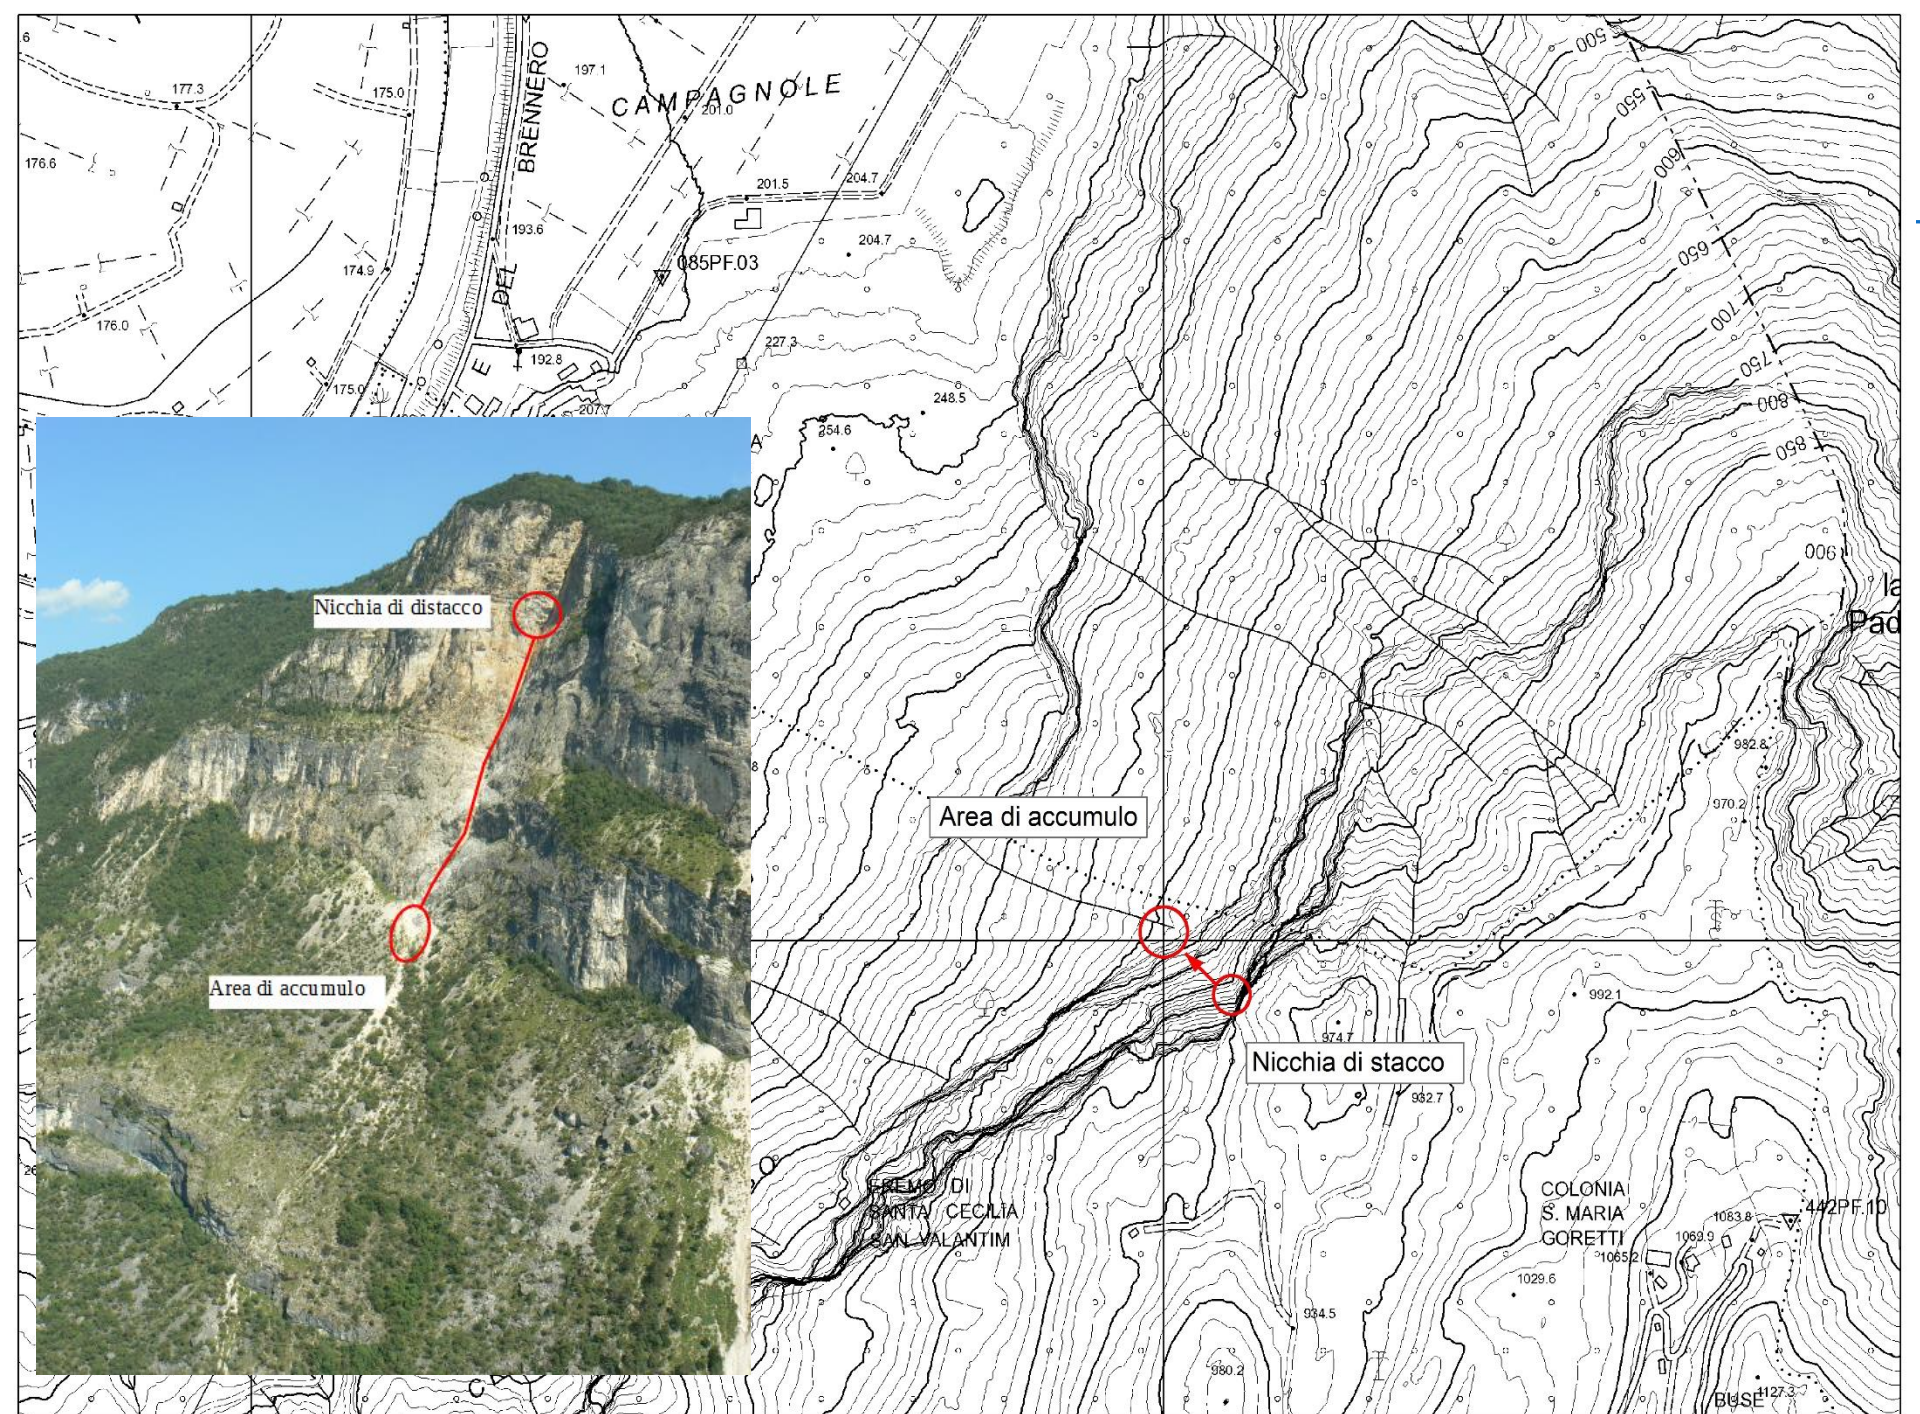 500
197.1
BRENNERO
177.3
175.0
CAMPAGNOLE
201.0
550
176.6
600
201.5
204.7
193.6
204.7
650
085PF.03
174.9
DEL
700
176.0
227.3
192.8
E
750
175.0
207.7
248.5
800
254.6
850
900
la
Pad
Nicchia di distacco
982.8
970.2
Area di accumulo
Area di accumulo
992.1
974.7
Nicchia di stacco
932.7
EREMO DI
SANTA CECILIA
SAN VALANTIM
COLONIA
S. MARIA
GORETTI
442PF.10
1083.8
1069.9
1065.2
1029.6
934.5
980.2
BUSE
1127.3